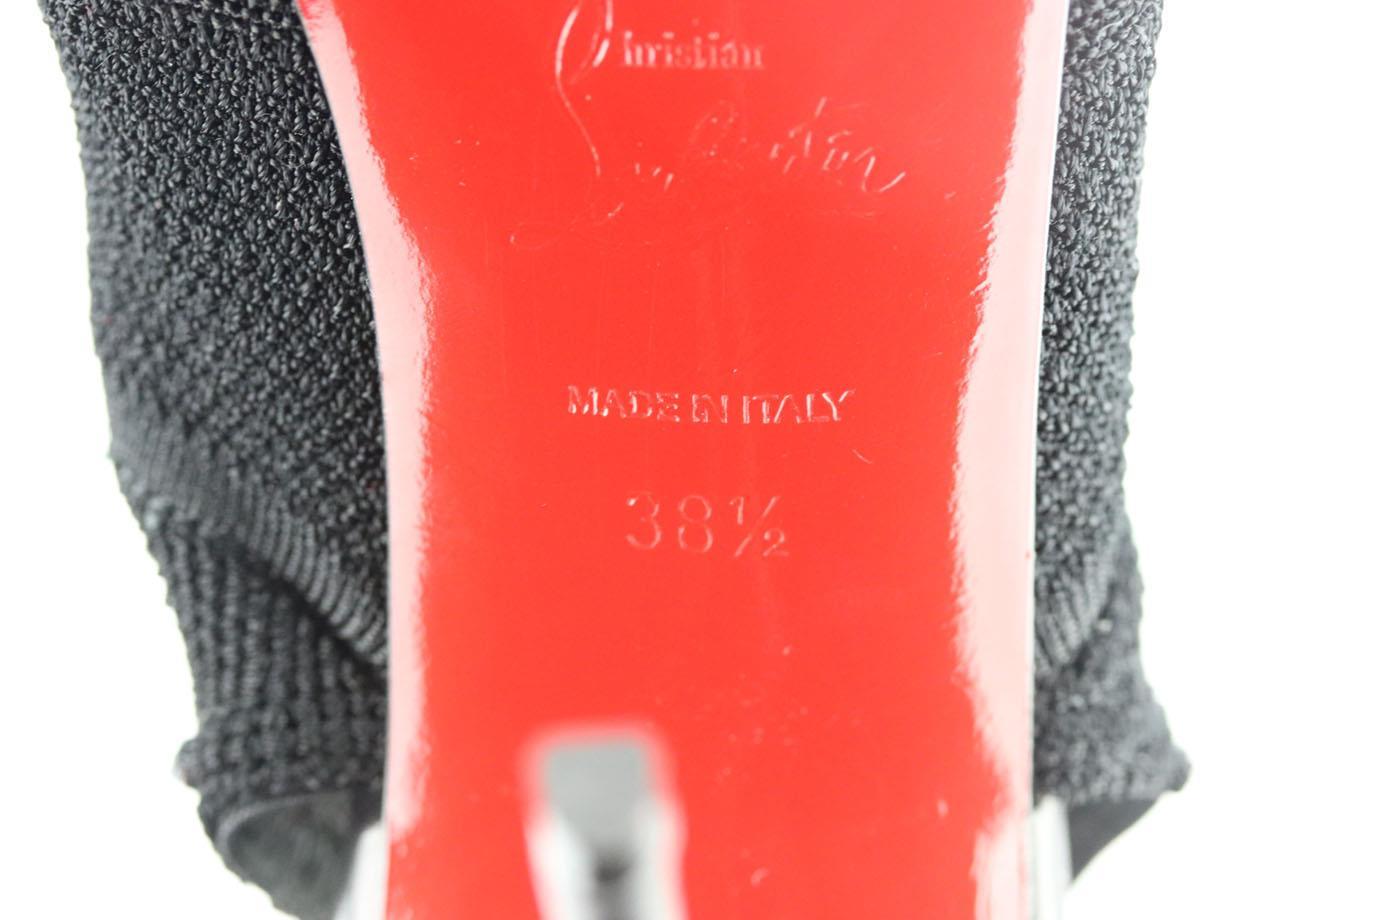 Christian
Louboutin
MADE IN ITALY
38½